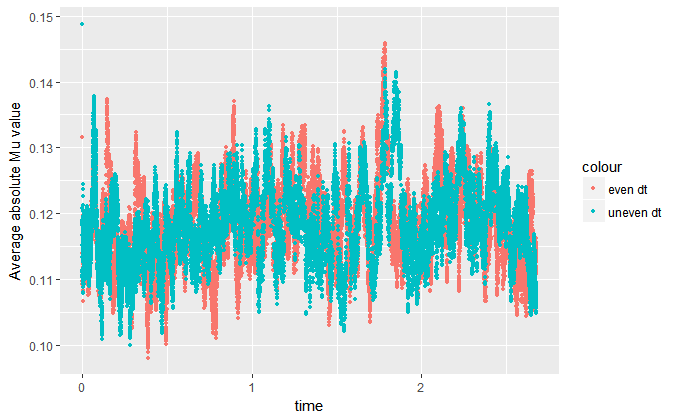 0.15
0.14
0.13
0.12
0.11
0.10
Average absolute Mu value
0 1 2
time
colour
even dt
uneven dt